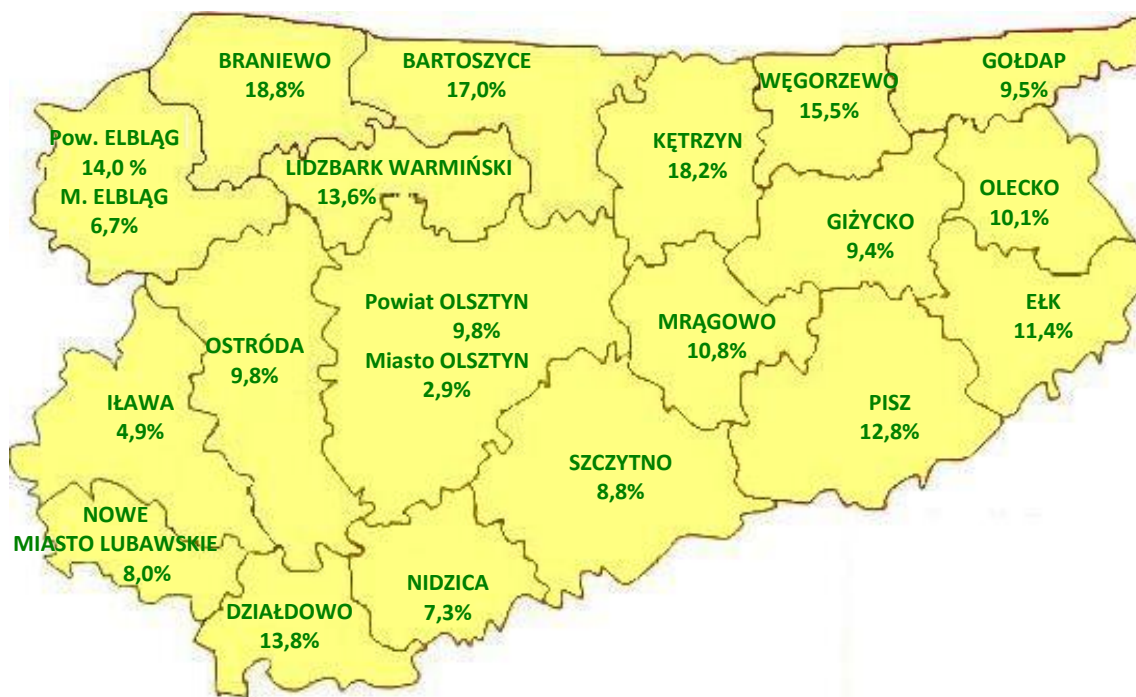 BRANIEWO
18,8%
BARTOSZYCE
17,0%
WĘGORZEWO
15,5%
GOŁDAP
9,5%
Pow. ELBLĄG
14,0 %
M. ELBLĄG
6,7%
LIDZBARK WARMIŃSKI
13,6%
KĘTRZYN
18,2%
OLECKO
10,1%
GIŻYCKO
9,4%
Powiat OLSZTYN
9,8%
Miasto OLSZTYN
2,9%
MRĄGOWO
10,8%
EŁK
11,4%
OSTRÓDA
9,8%
IŁAWA
4,9%
PISZ
12,8%
SZCZYTNO
8,8%
NOWE
MIASTO LUBAWSKIE
8,0%
NIDZICA
7,3%
DZIAŁDOWO
13,8%